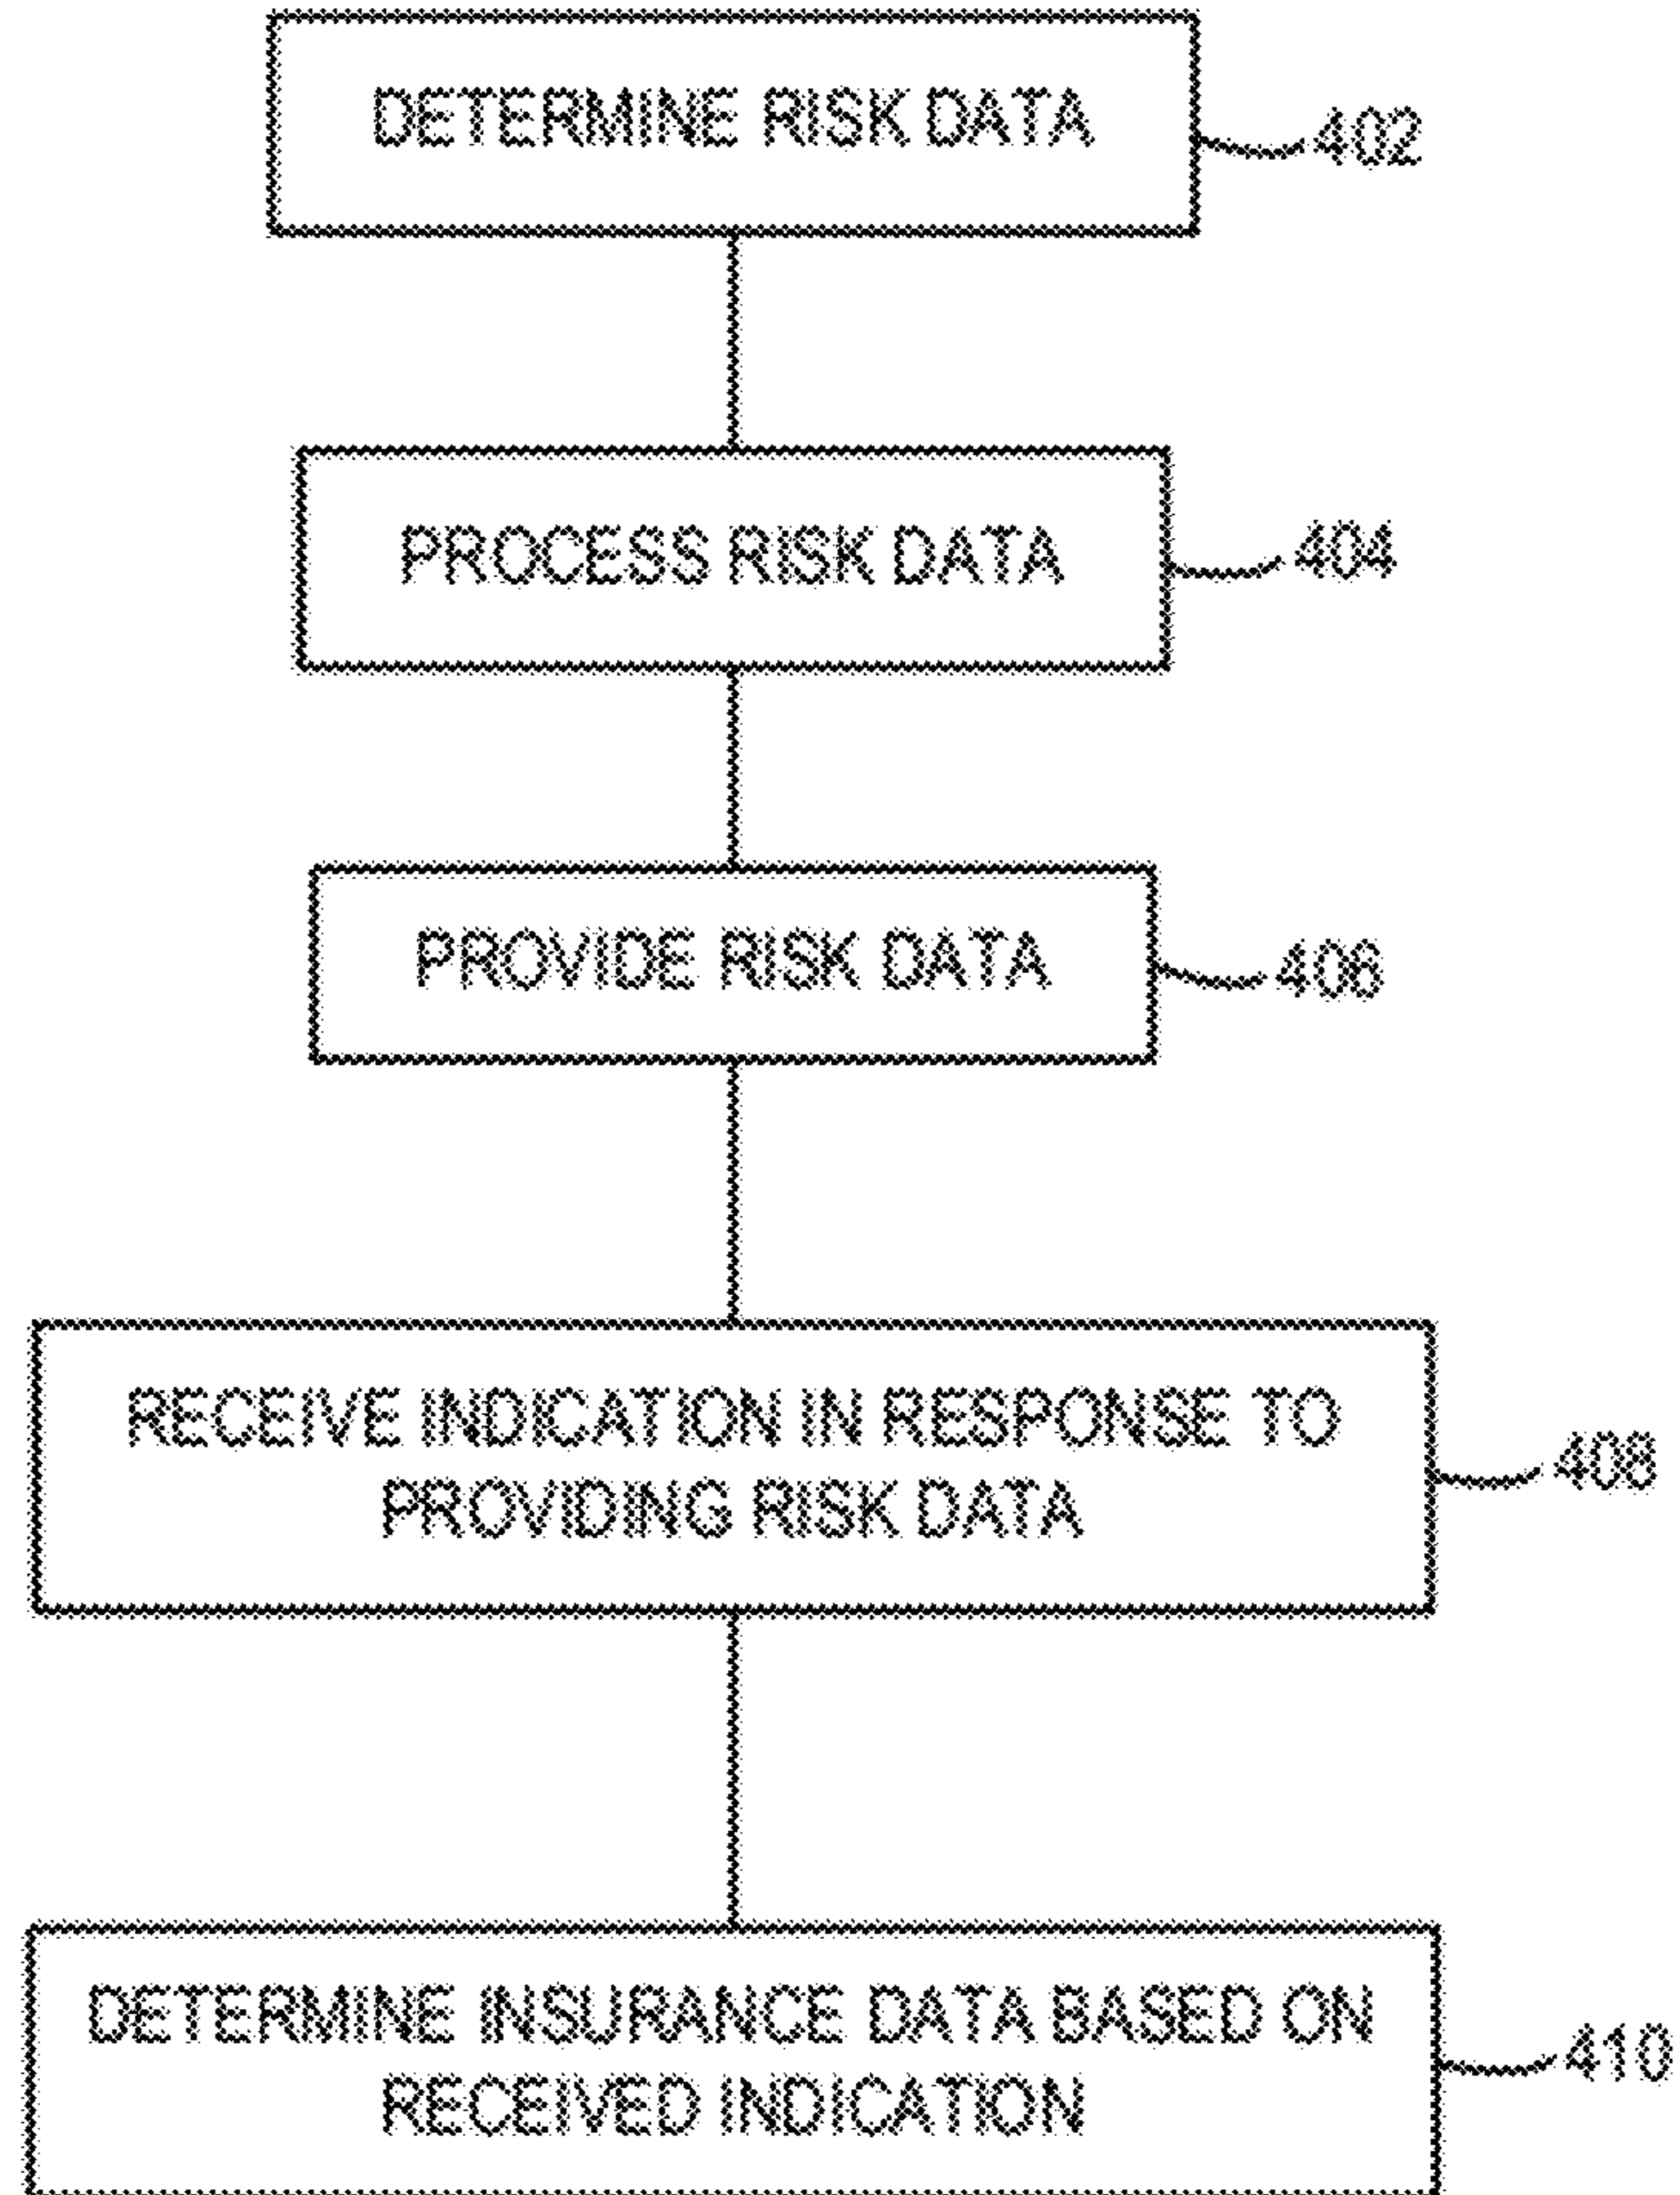 DETERMINE RISK DATA
402
PROCESS RISK DATA
404
PROVIDE RISK DATA
406
RECEIVE INDICATION IN RESPONSE TO
PROVIDING RISK DATA
408
DETERMINE INSURANCE DATA BASED ON
RECEIVED INDICATION
410